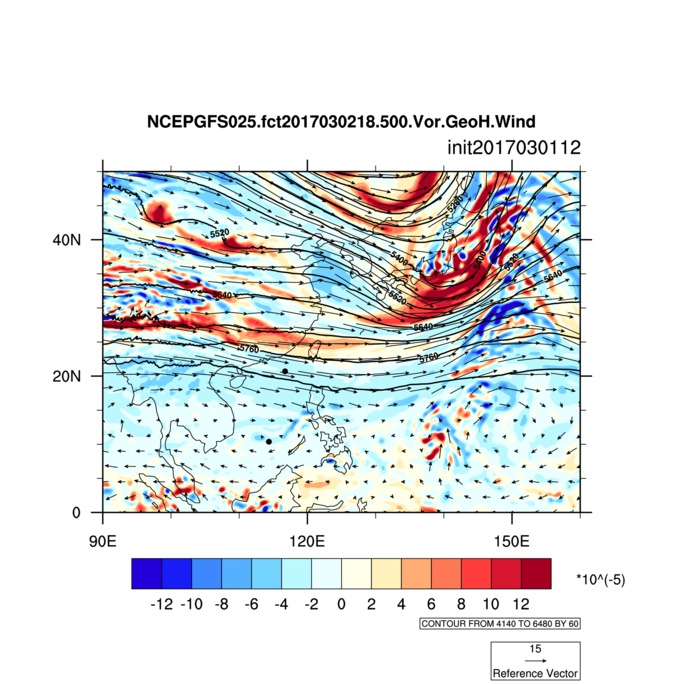 NCEPGFS025.fct2017030218.500.Vor.GeoH.Wind
init2017030112
40N
20N
0
90E 120E 150E
5520
5640
5760
5400
5520
5640
5760
5280
5520
5640
-12 -10 -8 -6 -4 -2 0 2 4 6 8 10 12
*10^(-5)
CONTOUR FROM 4140 TO 6480 BY 60
15
Reference Vector